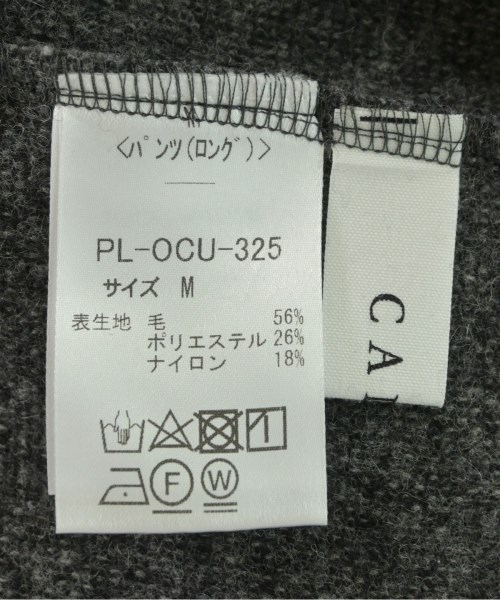 <パンツ(ロング)>
PL-OCU-325
サイズ M
表生地 毛 56%
ポリエステル 26%
ナイロン 18%
F W
CA